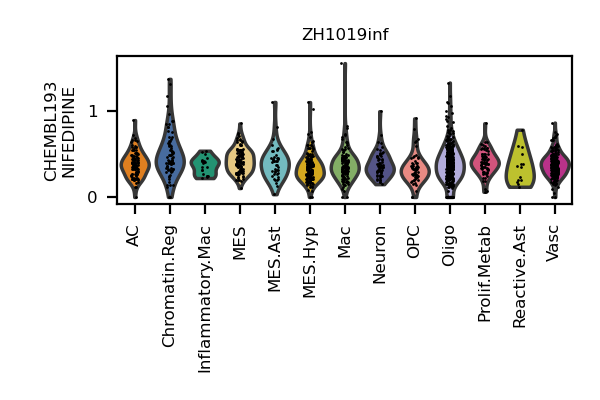 ZH1019inf
CHEMBL193
NIFEDIPINE
1
0
AC
Chromatin.Reg
Inflammatory.Mac
MES
MES.Ast
MES.Hyp
Mac
Neuron
OPC
Oligo
Prolif.Metab
Reactive.Ast
Vasc